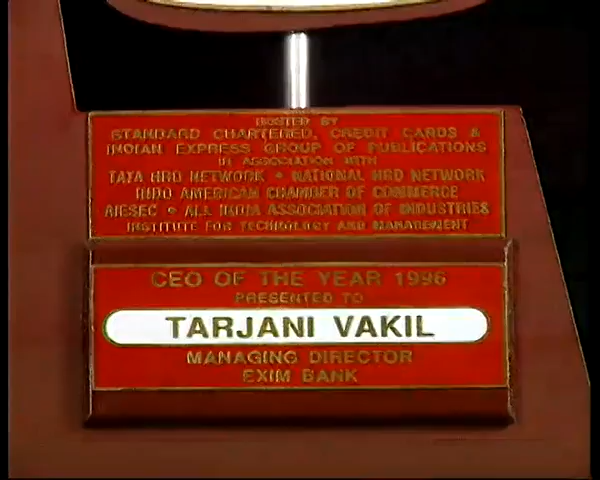 HOSTED BY
STANDARD CHARTERED, CREDIT CARDS &
INDIAN EXPRESS GROUP OF PUBLICATIONS
IN ASSOCIATION WITH
TATA HRD NETWORK • NATIONAL HRD NETWORK
INDO AMERICAN CHAMBER OF COMMERCE
AIESEC • ALL INDIA ASSOCIATION OF INDUSTRIES
INSTITUTE FOR TECHNOLOGY AND MANAGEMENT
CEO OF THE YEAR 1996
PRESENTED TO
TARJANI VAKIL
MANAGING DIRECTOR
EXIM BANK